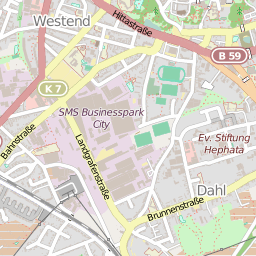 Westend
Hittastraße
B 59
K 7
SMS Businesspark
City
Bahnstraße
Landgrafenstraße
Ev. Stiftung
Hephata
Dahl
Brunnenstraße